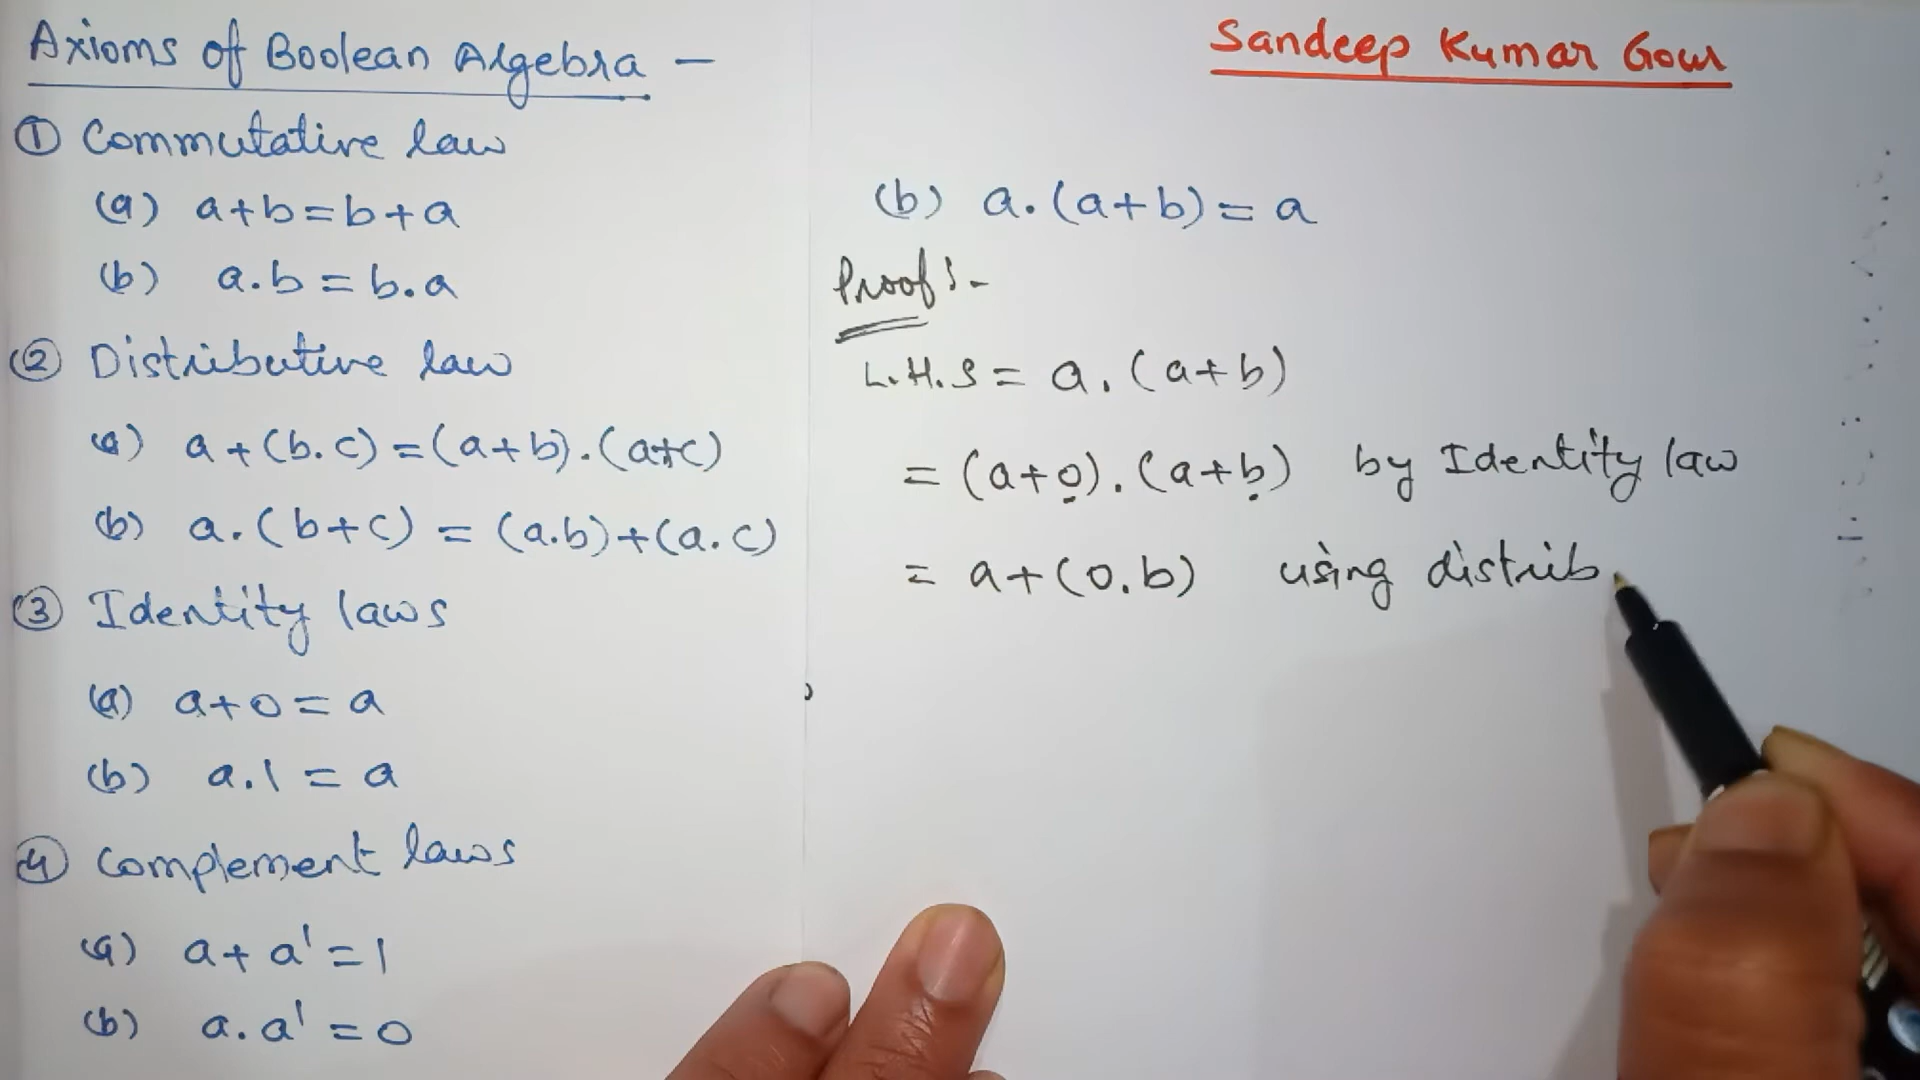 Axioms of Boolean Algebra -
① Commutative law
(a) a+b=b+a
(b) a.b=b.a
② Distributive law
(a) a+(b.c)=(a+b).(a+c)
(b) a.(b+c)=(a.b)+(a.c)
③ Identity laws
(a) a+0=a
(b) a.1=a
④ Complement laws
(a) a+a'=1
(b) a.a'=0
Sandeep Kumar Gour
(b) a.(a+b)=a
Proof:-
L.H.S=a.(a+b)
=(a+0).(a+b) by Identity law
=a+(0.b) using distrib